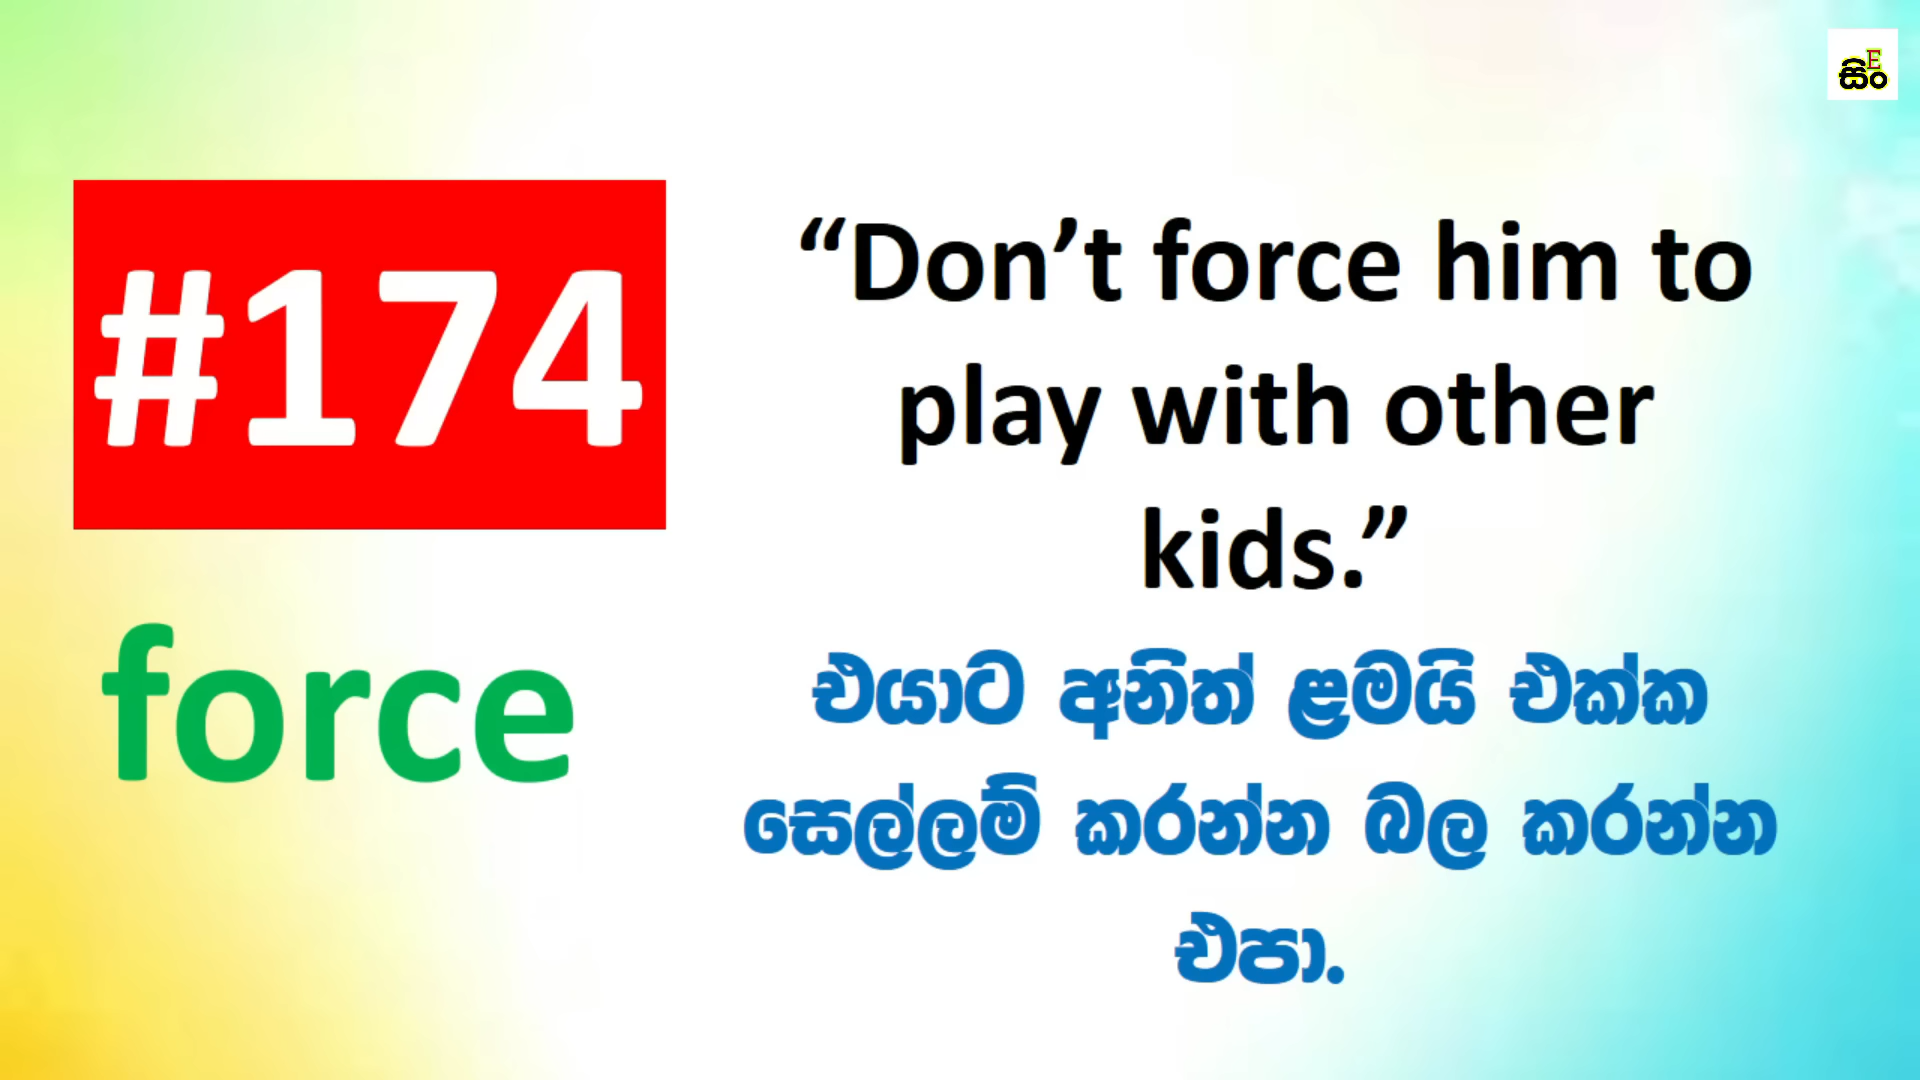 සිං
E
#174
force
“Don’t force him to
play with other
kids.”
එයාට අනිත් ළමයි එක්ක
සෙල්ලම් කරන්න බල කරන්න
එපා.